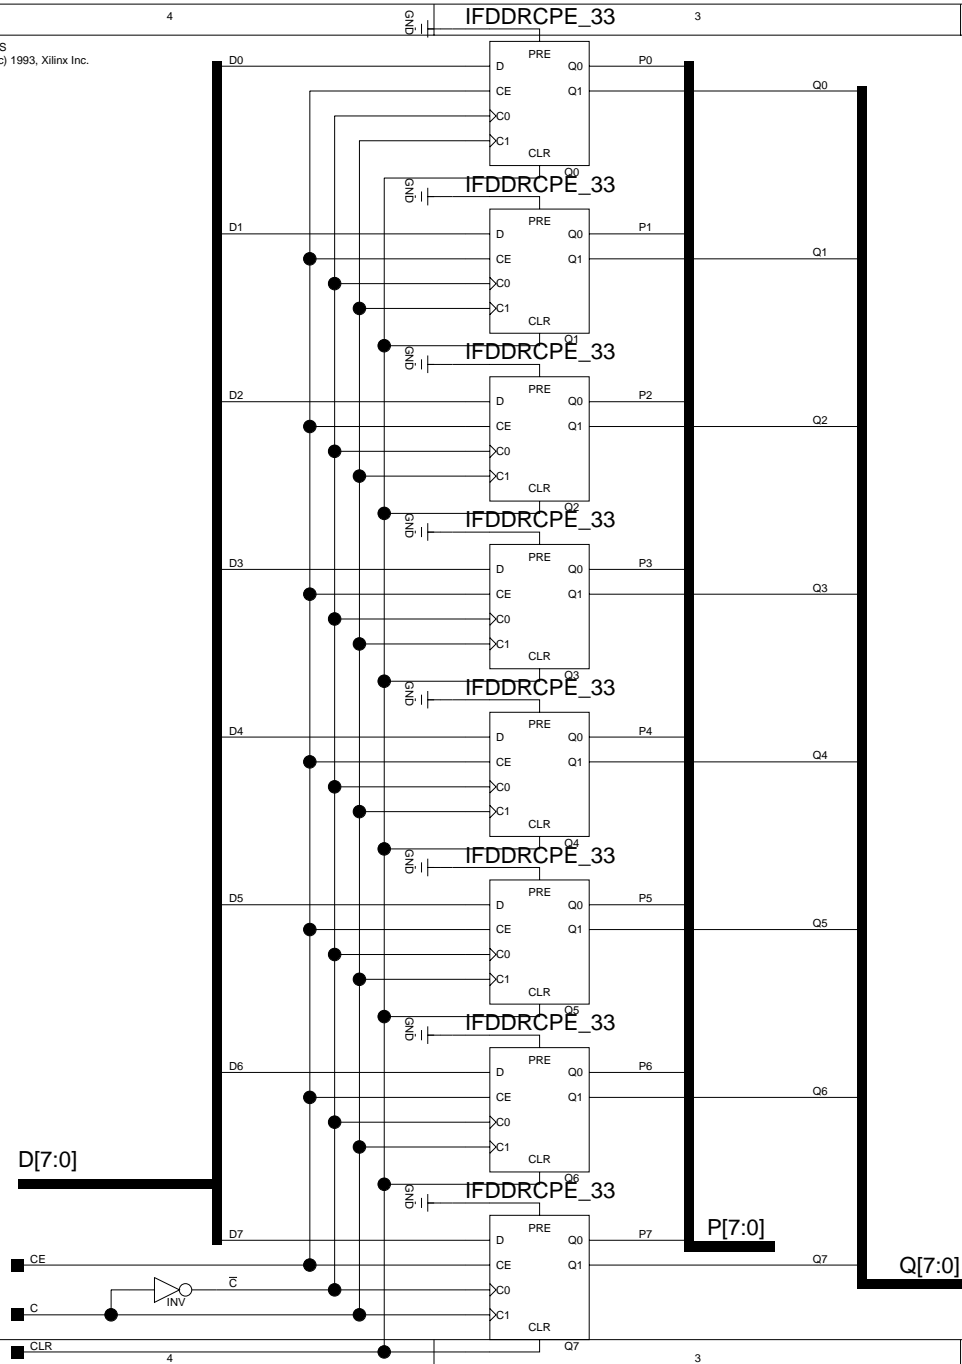 4
3
S
c) 1993, Xilinx Inc.
GND
IFDDRCPE_33
D0
D
PRE
Q0
P0
CE
Q1
Q0
C0
C1
CLR
Q0
GND
IFDDRCPE_33
D1
D
PRE
Q0
P1
CE
Q1
Q1
C0
C1
CLR
Q1
GND
IFDDRCPE_33
D2
D
PRE
Q0
P2
CE
Q1
Q2
C0
C1
CLR
Q2
GND
IFDDRCPE_33
D3
D
PRE
Q0
P3
CE
Q1
Q3
C0
C1
CLR
Q3
GND
IFDDRCPE_33
D4
D
PRE
Q0
P4
CE
Q1
Q4
C0
C1
CLR
Q4
GND
IFDDRCPE_33
D5
D
PRE
Q0
P5
CE
Q1
Q5
C0
C1
CLR
Q5
GND
IFDDRCPE_33
D6
D
PRE
Q0
P6
CE
Q1
Q6
C0
C1
CLR
Q6
D[7:0]
GND
IFDDRCPE_33
D7
D
PRE
Q0
P7
P[7:0]
CE
CE
Q1
Q7
Q[7:0]
C̅
INV
C0
C
C1
CLR
CLR
Q7
4
3